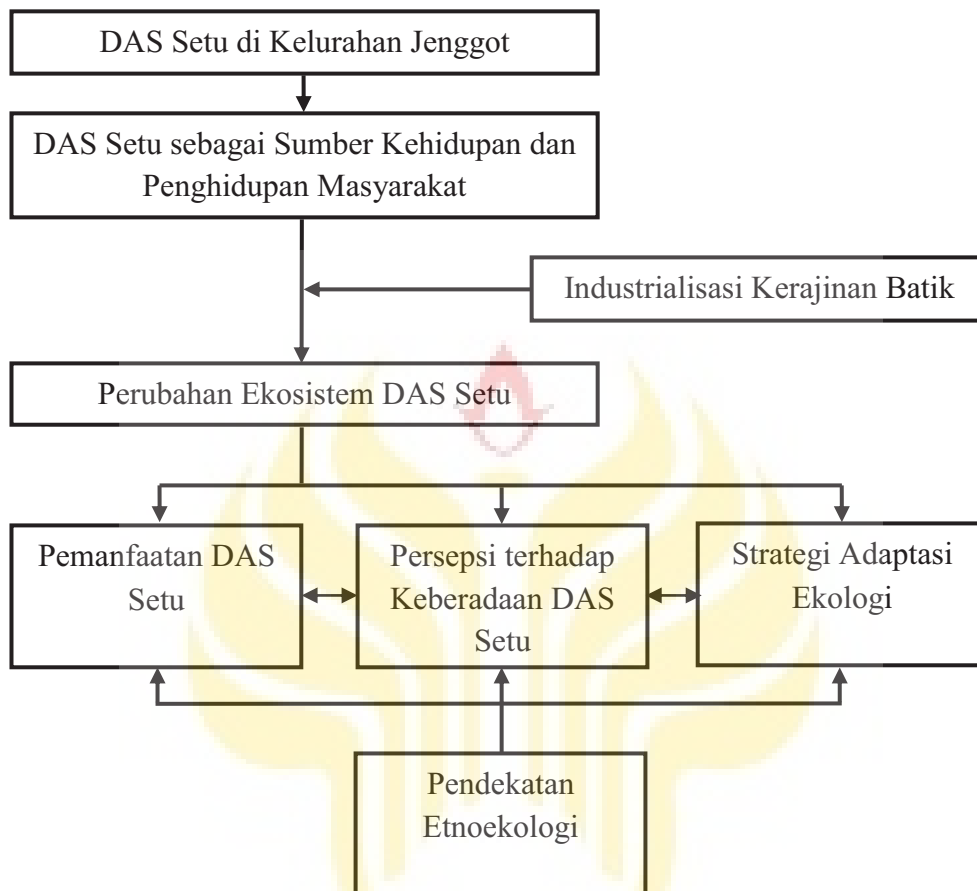 DAS Setu di Kelurahan Jenggot
DAS Setu sebagai Sumber Kehidupan dan
Penghidupan Masyarakat
Industrialisasi Kerajinan Batik
Perubahan Ekosistem DAS Setu
Pemanfaatan DAS
Setu
Persepsi terhadap
Keberadaan DAS
Setu
Strategi Adaptasi
Ekologi
Pendekatan
Etnoekologi